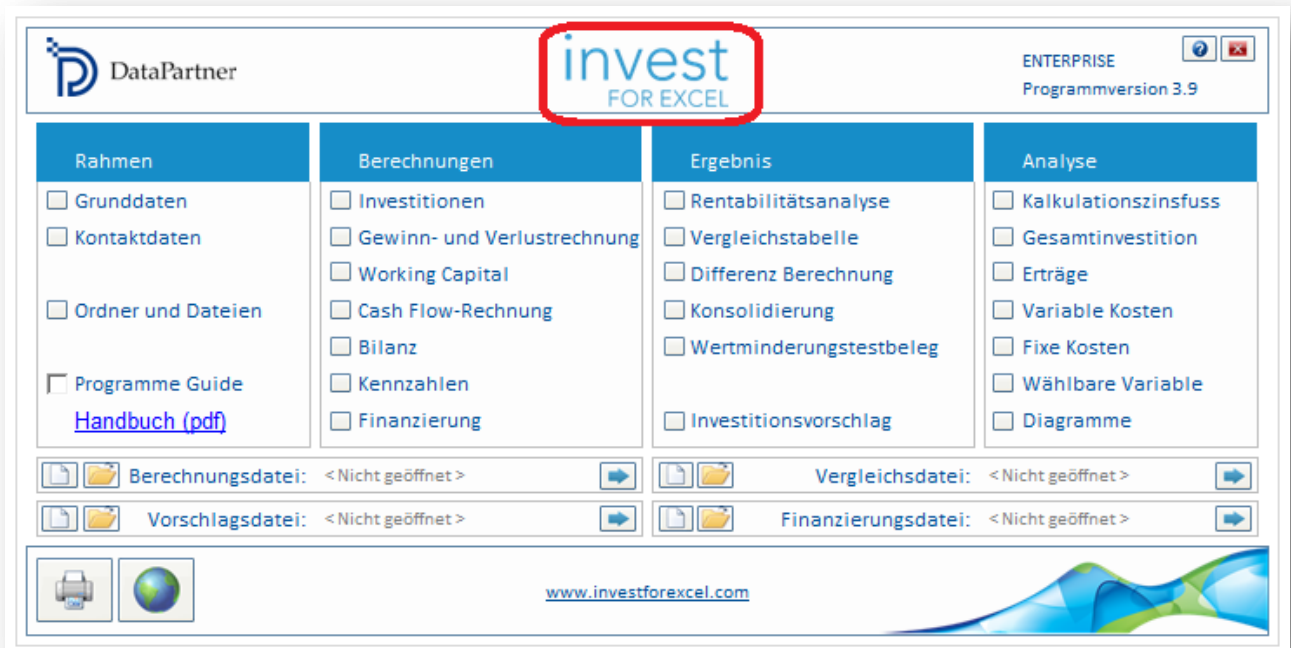 DataPartner
invest
FOR EXCEL
ENTERPRISE
Programmversion 3.9
Rahmen
Grunddaten
Kontaktdaten
Ordner und Dateien
Programme Guide
Handbuch (pdf)
Berechnungen
Investitionen
Gewinn- und Verlustrechnung
Working Capital
Cash Flow-Rechnung
Bilanz
Kennzahlen
Finanzierung
Ergebnis
Rentabilitätsanalyse
Vergleichstabelle
Differenz Berechnung
Konsolidierung
Wertminderungstestbeleg
Investitionsvorschlag
Analyse
Kalkulationszinsfuss
Gesamtinvestition
Erträge
Variable Kosten
Fixe Kosten
Wählbare Variable
Diagramme
Berechnungsdatei: <Nicht geöffnet>
Vergleichsdatei: <Nicht geöffnet>
Vorschlagsdatei: <Nicht geöffnet>
Finanzierungsdatei: <Nicht geöffnet>
www.investforexcel.com